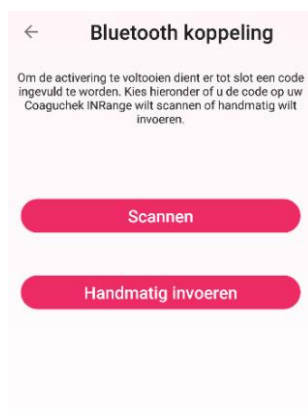 Bluetooth koppeling
Om de activering te voltooien dient er tot slot een code
ingevuld te worden. Kies hieronder of u de code op uw
Coaguchek INRange wilt scannen of handmatig wilt
invoeren.
Scannen
Handmatig invoeren